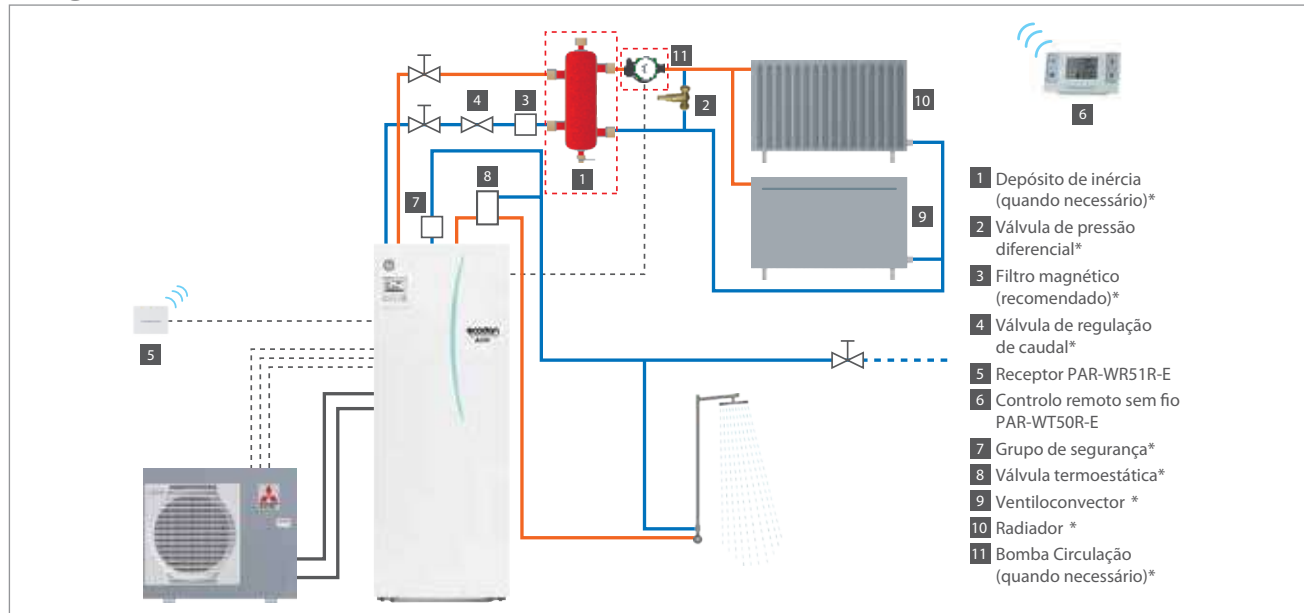 11
10
6
4
3
2
1
8
7
9
5
ecodan
1 Depósito de inércia
(quando necessário)*
2 Válvula de pressão
diferencial*
3 Filtro magnético
(recomendado)*
4 Válvula de regulação
de caudal*
5 Receptor PAR-WR51R-E
6 Controlo remoto sem fio
PAR-WT50R-E
7 Grupo de segurança*
8 Válvula termoestática*
9 Ventiloconvector *
10 Radiador *
11 Bomba Circulação
(quando necessário)*